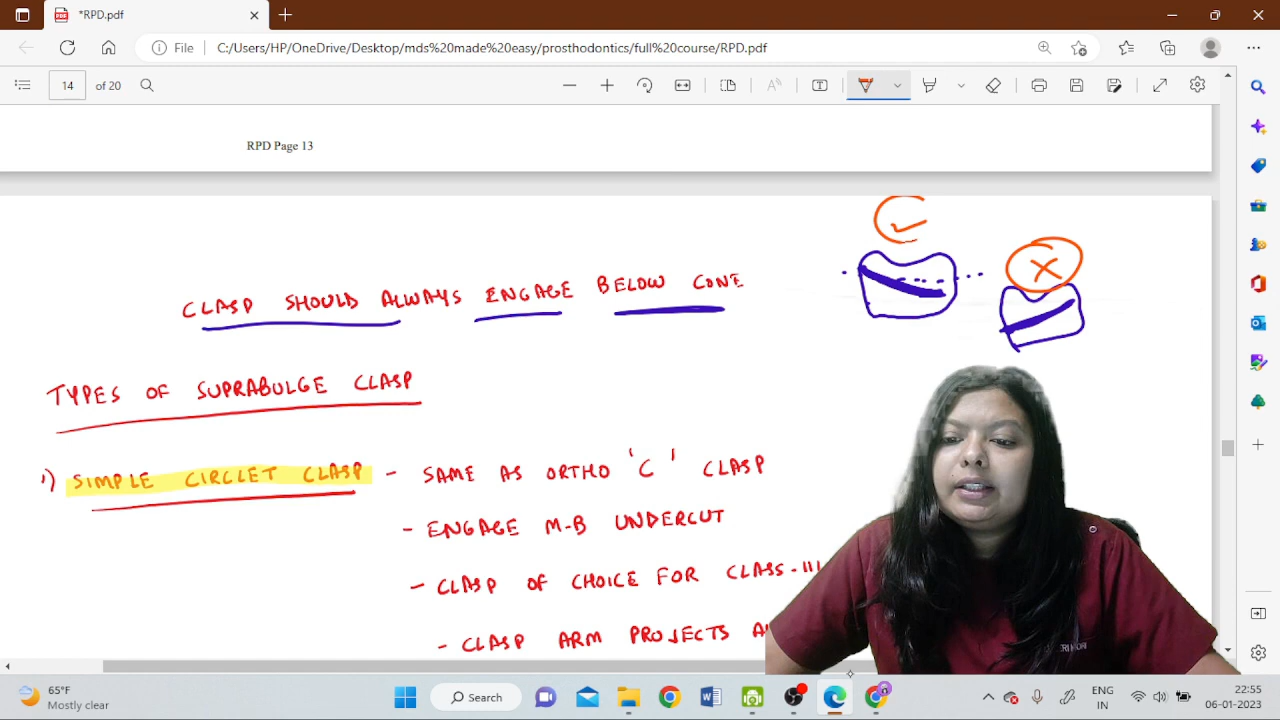 *RPD.pdf
File C:/Users/HP/OneDrive/Desktop/mds%20made%20easy/prosthodontics/full%20course/RPD.pdf
14 of 20
RPD Page 13
CLASP SHOULD ALWAYS ENGAGE BELOW CONE
TYPES OF SUPRABULGE CLASP
1) SIMPLE CIRCLET CLASP - SAME AS ORTHO 'C' CLASP
- ENGAGE M-B UNDERCUT
- CLASP OF CHOICE FOR CLASS-III
- CLASP ARM PROJECTS
65°F
Mostly clear
Search
ENG
IN
22:55
06-01-2023